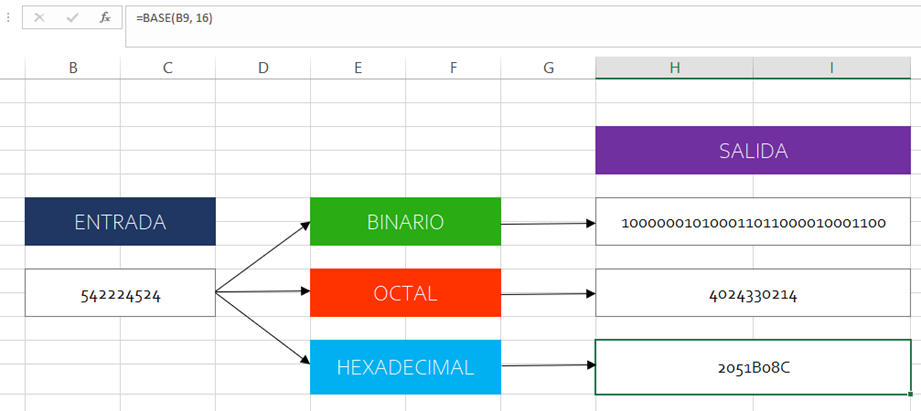 =BASE(B9, 16)
B C D E F G H I
SALIDA
ENTRADA BINARIO 100000010100011011000010001100
542224524 OCTAL 4024330214
HEXADECIMAL 2051B08C